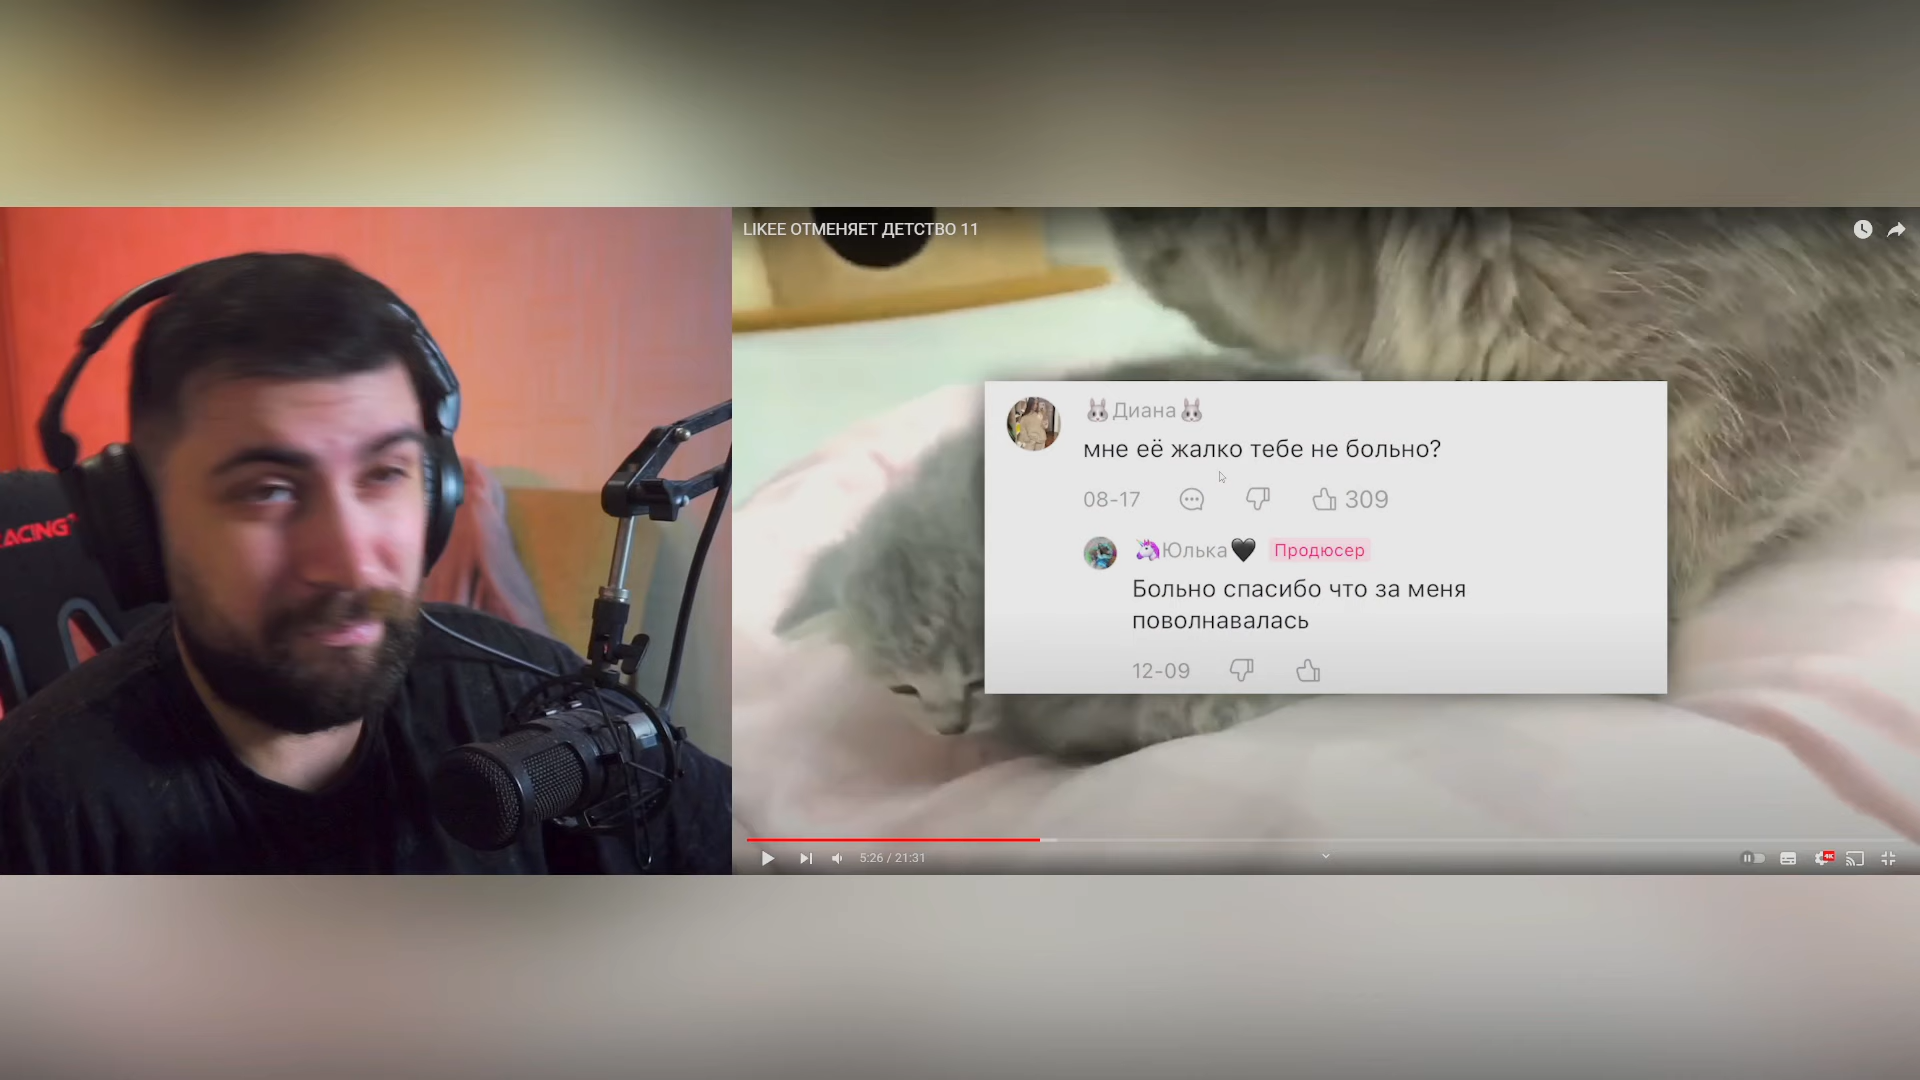 LIKEE ОТМЕНЯЕТ ДЕТСТВО 11
ACING
🐰Диана🐰
мне её жалко тебе не больно?
08-17 309
🦄Юлька🖤 Продюсер
Больно спасибо что за меня
поволнавалась
12-09
5:26 / 21:31
4K